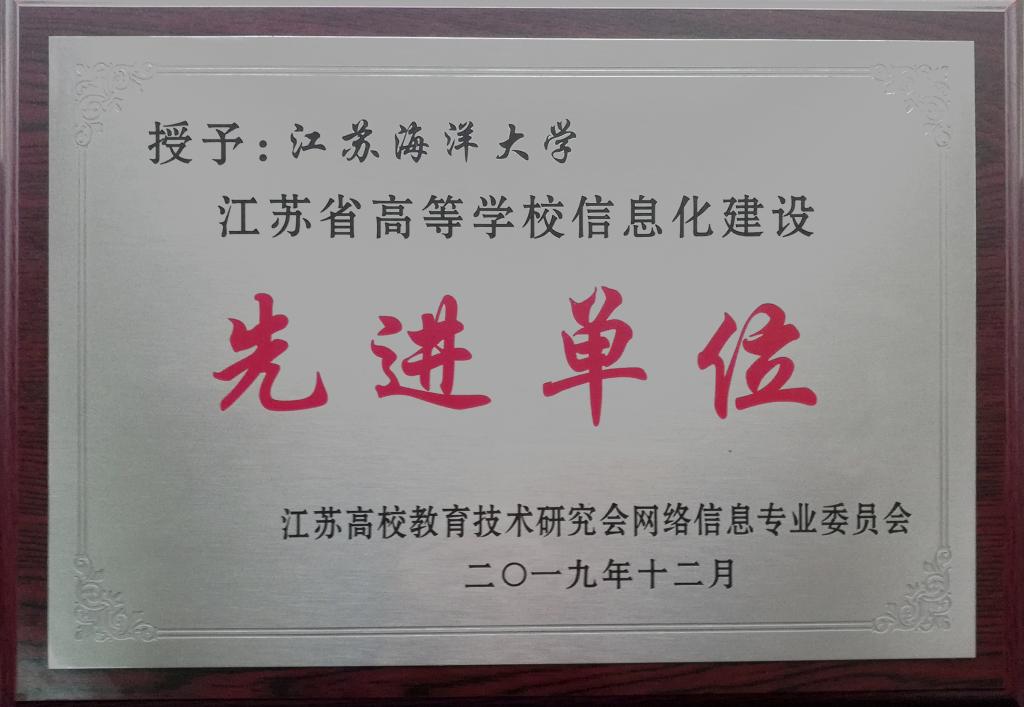 授予：江苏海洋大学
江苏省高等学校信息化建设
先进单位
江苏高校教育技术研究会网络信息专业委员会
二〇一九年十二月